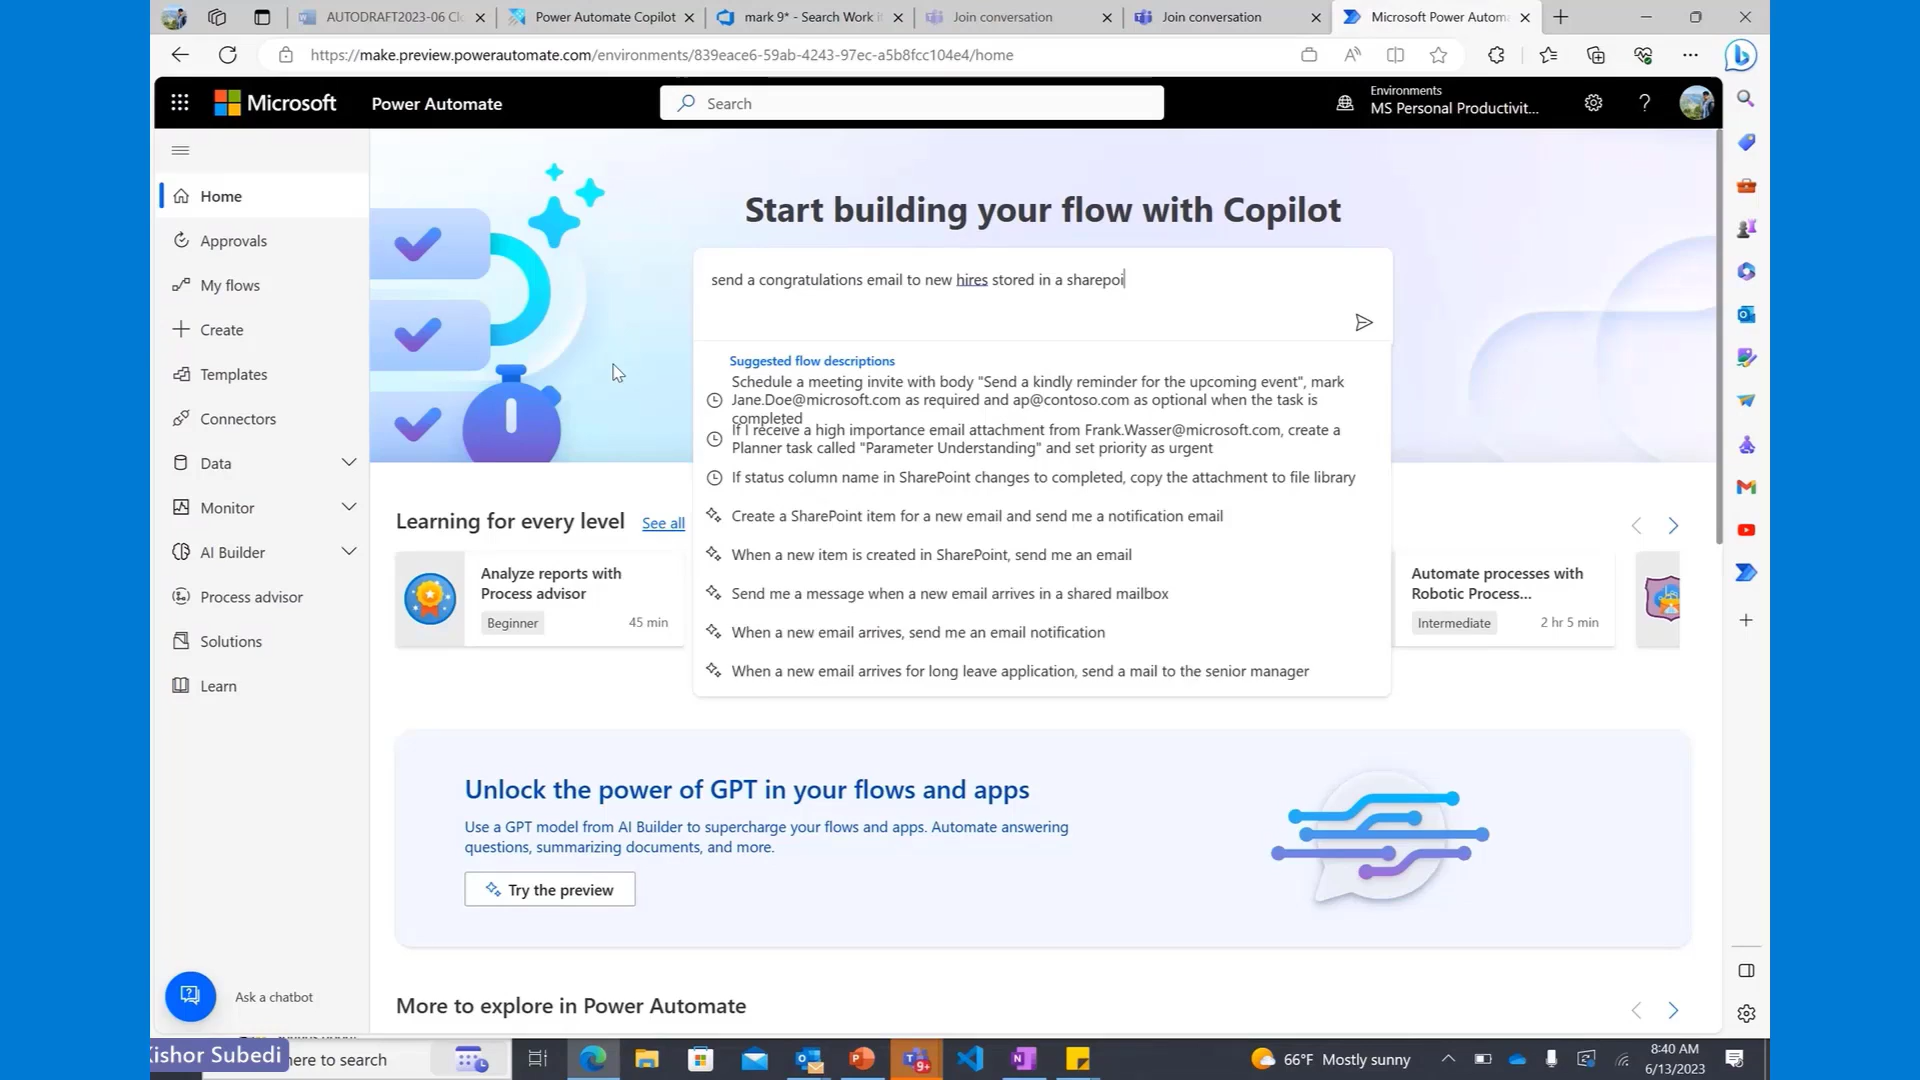 AUTODRAFT2023-06 Cl
Power Automate Copilot
mark 9* - Search Work i
Join conversation
Join conversation
Microsoft Power Autom
https://make.preview.powerautomate.com/environments/839eace6-59ab-4243-97ec-a5b8fcc104e4/home
Microsoft
Power Automate
Search
Environments
MS Personal Productivit...
Home
Approvals
My flows
Create
Templates
Connectors
Data
Monitor
AI Builder
Process advisor
Solutions
Learn
Ask a chatbot
Start building your flow with Copilot
send a congratulations email to new hires stored in a sharepoi
Suggested flow descriptions
Schedule a meeting invite with body "Send a kindly reminder for the upcoming event", mark
Jane.Doe@microsoft.com as required and ap@contoso.com as optional when the task is
completed
If I receive a high importance email attachment from Frank.Wasser@microsoft.com, create a
Planner task called "Parameter Understanding" and set priority as urgent
If status column name in SharePoint changes to completed, copy the attachment to file library
Create a SharePoint item for a new email and send me a notification email
When a new item is created in SharePoint, send me an email
Send me a message when a new email arrives in a shared mailbox
When a new email arrives, send me an email notification
When a new email arrives for long leave application, send a mail to the senior manager
Learning for every level
See all
Analyze reports with
Process advisor
Beginner
45 min
Automate processes with
Robotic Process...
Intermediate
2 hr 5 min
Unlock the power of GPT in your flows and apps
Use a GPT model from AI Builder to supercharge your flows and apps. Automate answering
questions, summarizing documents, and more.
Try the preview
More to explore in Power Automate
Kishor Subedi
here to search
9+
66°F Mostly sunny
8:40 AM
6/13/2023